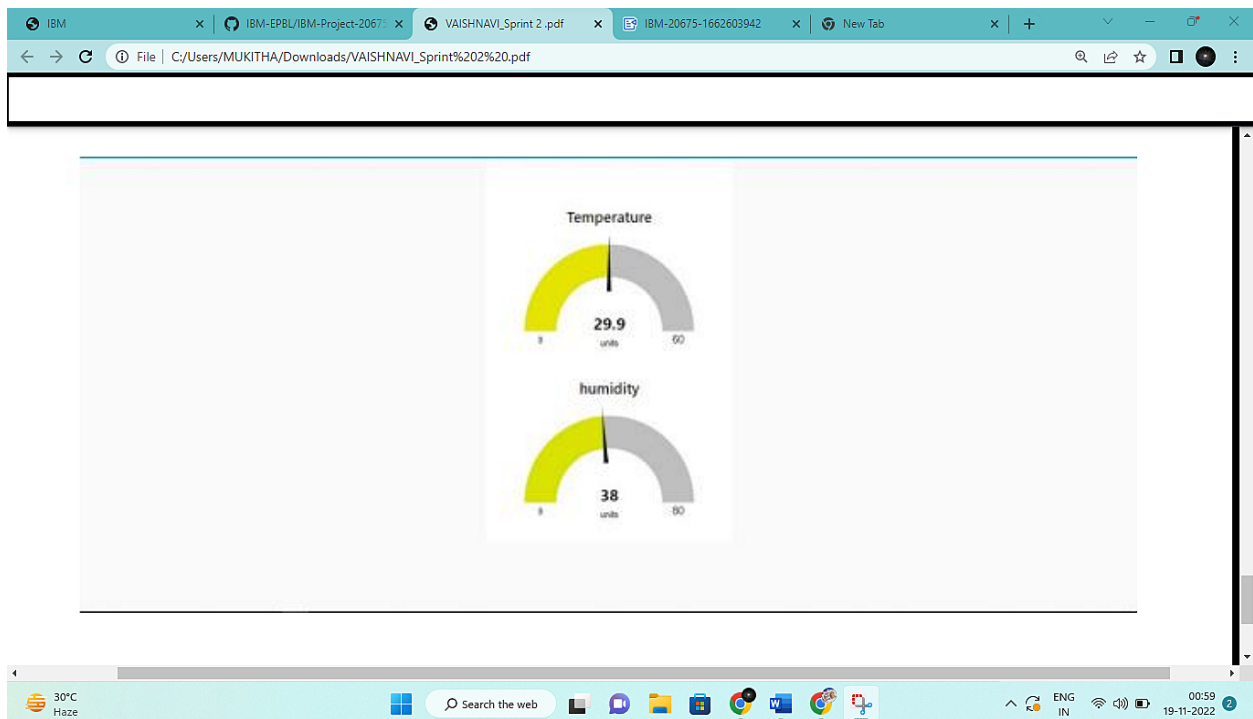 IBM
IBM-EPBL/IBM-Project-20675
VAISHNAVI_Sprint 2 .pdf
IBM-20675-1662603942
New Tab
File | C:/Users/MUKITHA/Downloads/VAISHNAVI_Sprint%202%20.pdf
Temperature
29.9
units
60
humidity
38
units
80
30°C
Haze
Search the web
ENG
IN
00:59
19-11-2022
2